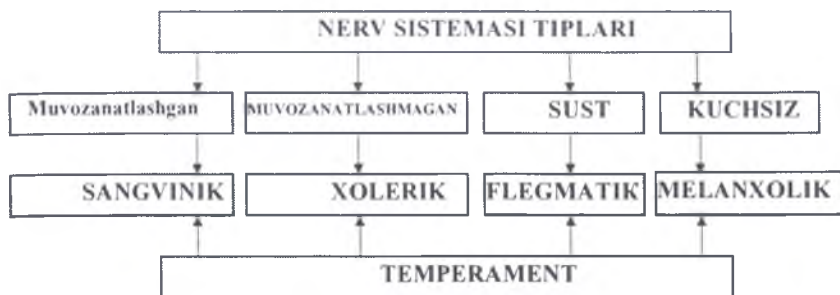 NERV SISTEMASI TIPLARI
Muvozanatlashgan MUVOZANATLASHMAGAN SUST KUCHSIZ
SANGVINIK XOLERIK FLEGMATIK MELANXOLIK
TEMPERAMENT